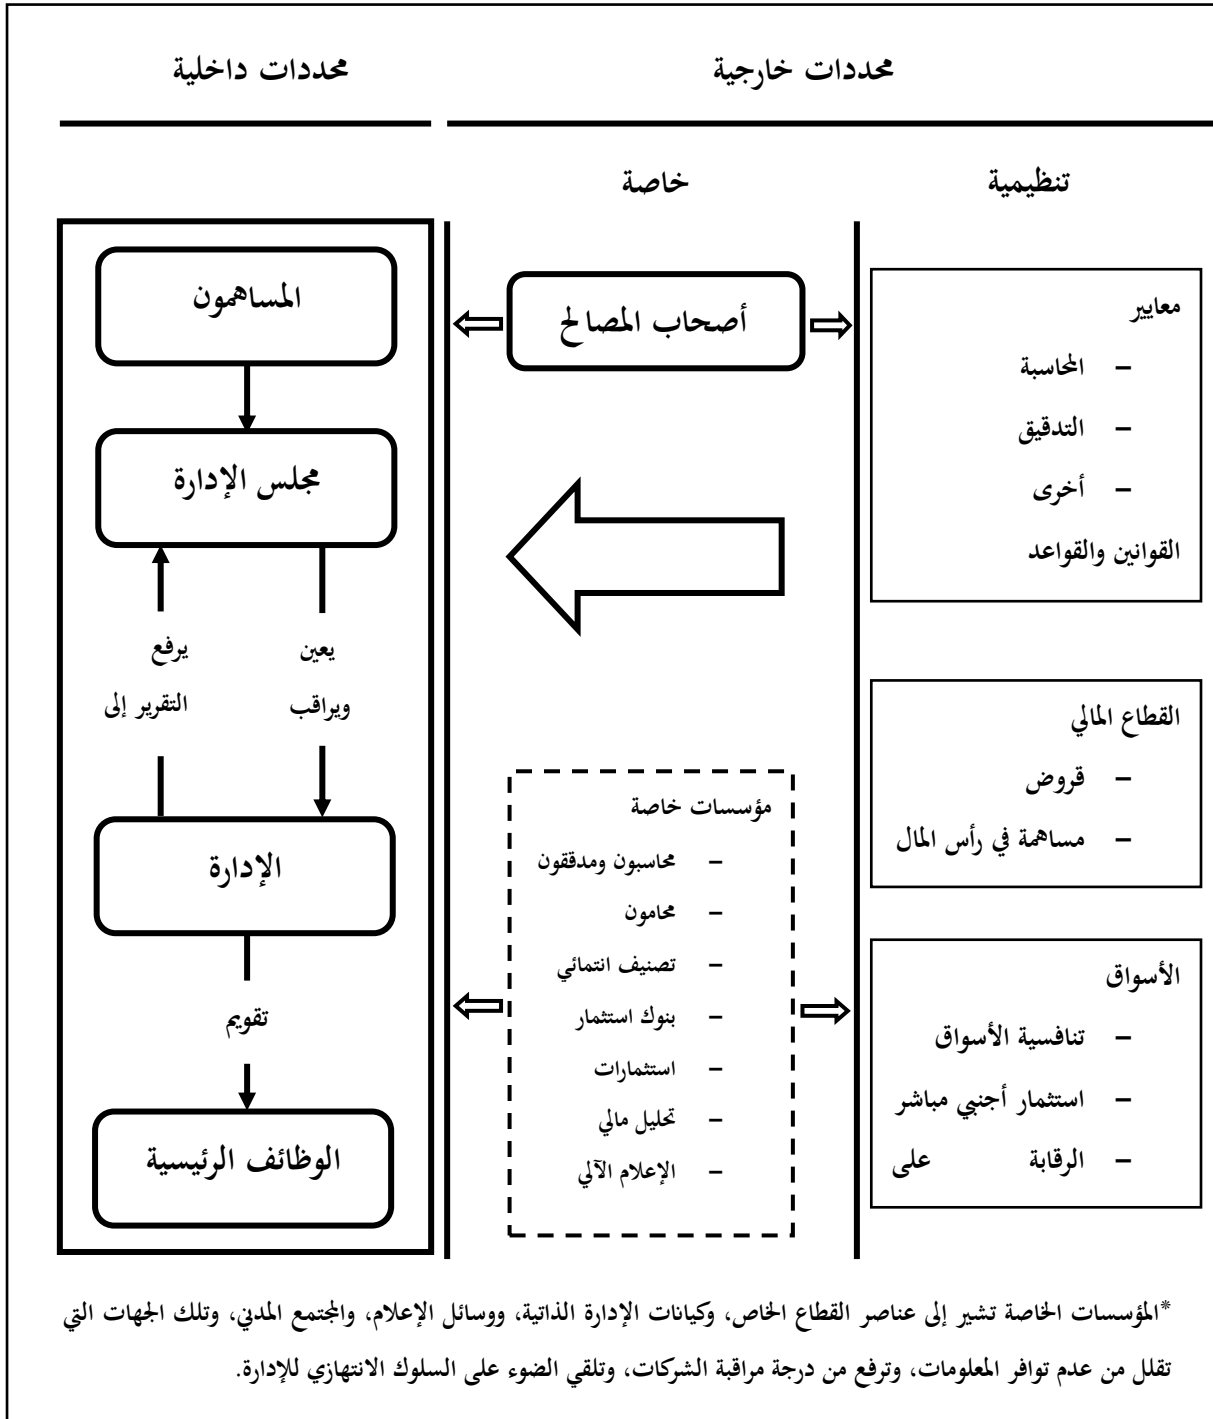 محددات خارجية
محددات داخلية
تنظيمية
خاصة
معايير
– المحاسبة
– التدقيق
– أخرى
القوانين والقواعد
القطاع المالي
– قروض
– مساهمة في رأس المال
الأسواق
– تنافسية الأسواق
– استثمار أجنبي مباشر
– الرقابة على
أصحاب المصالح
مؤسسات خاصة
– محاسبون ومدققون
– محامون
– تصنيف ائتمائي
– بنوك استثمار
– استثمارات
– تحليل مالي
– الإعلام الآلي
المساهمون
مجلس الإدارة
يعين
ويراقب
يرفع
التقرير إلى
الإدارة
تقويم
الوظائف الرئيسية
*المؤسسات الخاصة تشير إلى عناصر القطاع الخاص، وكيانات الإدارة الذاتية، ووسائل الإعلام، والمجتمع المدني، وتلك الجهات التي
تقلل من عدم توافر المعلومات، وترفع من درجة مراقبة الشركات، وتلقي الضوء على السلوك الانتهازي للإدارة.